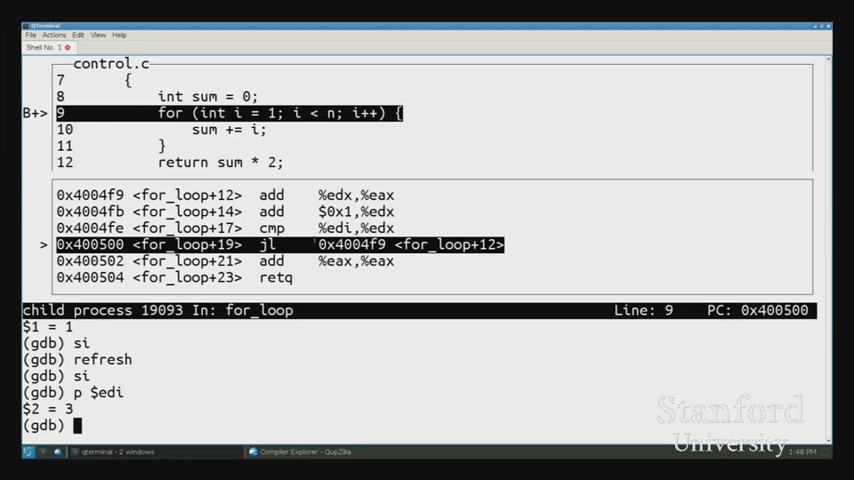 QTerminal
File Actions Edit View Help
Shell No. 1
control.c
7 {
8 int sum = 0;
B+> 9 for (int i = 1; i < n; i++) {
10 sum += i;
11 }
12 return sum * 2;
0x4004f9 <for_loop+12> add %edx,%eax
0x4004fb <for_loop+14> add $0x1,%edx
0x4004fe <for_loop+17> cmp %edi,%edx
> 0x400500 <for_loop+19> jl 0x4004f9 <for_loop+12>
0x400502 <for_loop+21> add %eax,%eax
0x400504 <for_loop+23> retq
child process 19093 In: for_loop Line: 9 PC: 0x400500
$1 = 1
(gdb) si
(gdb) refresh
(gdb) si
(gdb) p $edi
$2 = 3
(gdb)
Stanford
University
qterminal - 2 windows Compiler Explorer - QupZilla 1:48 PM